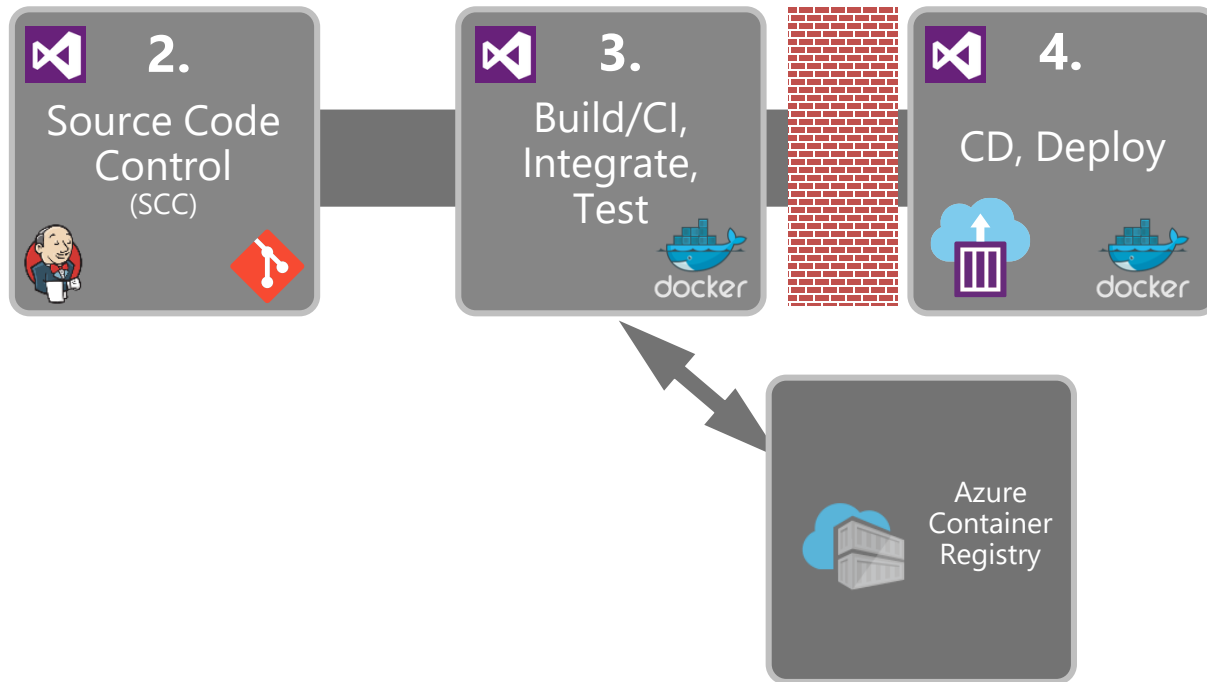 2.
Source Code
Control
(SCC)
3.
Build/CI,
Integrate,
Test
docker
4.
CD, Deploy
docker
Azure
Container
Registry